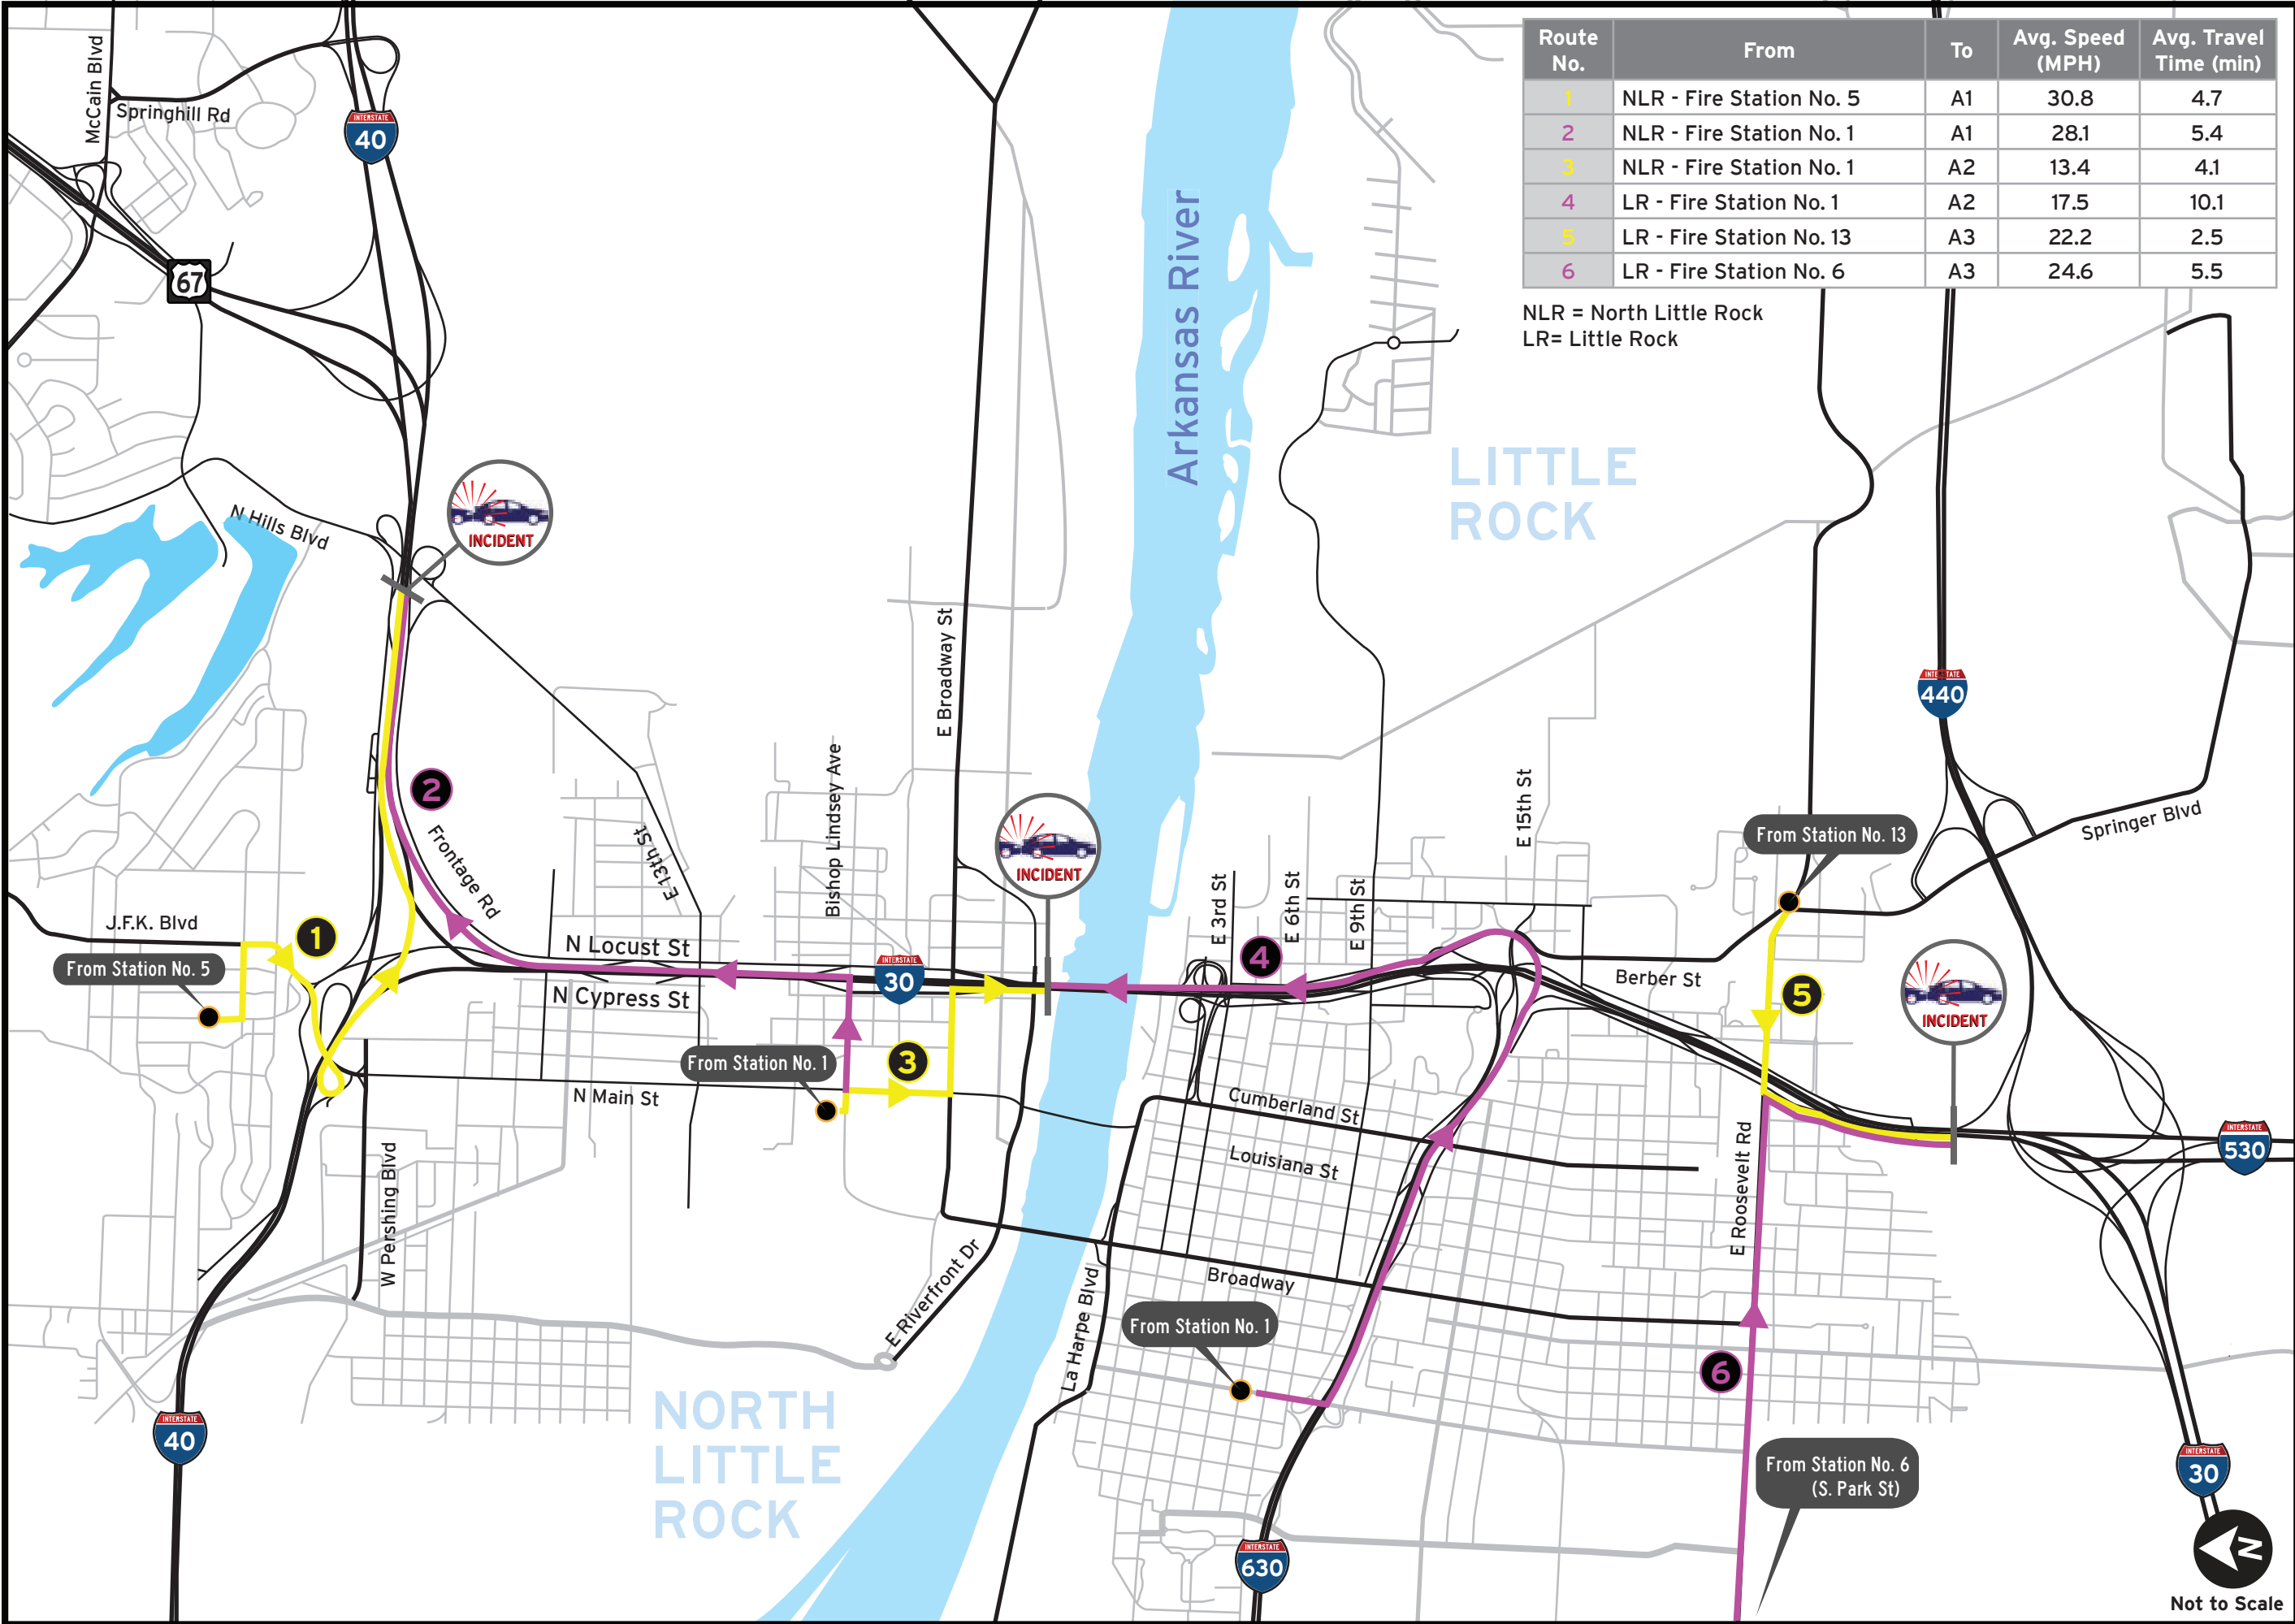 Route No. From To Avg. Speed (MPH) Avg. Travel Time (min)
1 NLR - Fire Station No. 5 A1 30.8 4.7
2 NLR - Fire Station No. 1 A1 28.1 5.4
3 NLR - Fire Station No. 1 A2 13.4 4.1
4 LR - Fire Station No. 1 A2 17.5 10.1
5 LR - Fire Station No. 13 A3 22.2 2.5
6 LR - Fire Station No. 6 A3 24.6 5.5
NLR = North Little Rock
LR= Little Rock
McCain Blvd
Springhill Rd
INTERSTATE
40
67
Arkansas River
LITTLE
ROCK
N Hills Blvd
INCIDENT
E Broadway St
INTERSTATE
440
2
Frontage Rd
E 13th St
Bishop Lindsey Ave
INCIDENT
E 15th St
From Station No. 13
Springer Blvd
J.F.K. Blvd
1
From Station No. 5
N Locust St
N Cypress St
INTERSTATE
30
E 3rd St
4
E 6th St
E 9th St
Berber St
5
INCIDENT
From Station No. 1
3
N Main St
Cumberland St
Louisiana St
E Roosevelt Rd
INTERSTATE
530
W Pershing Blvd
E Riverfront Dr
La Harpe Blvd
Broadway
From Station No. 1
6
NORTH
LITTLE
ROCK
INTERSTATE
40
From Station No. 6
(S. Park St)
INTERSTATE
30
INTERSTATE
630
N
Not to Scale